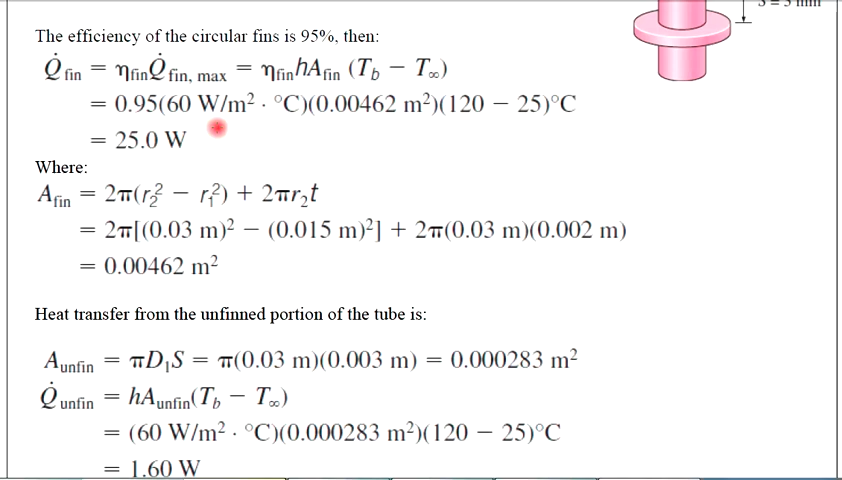 S = 3 mm
The efficiency of the circular fins is 95%, then:
Q̇ fin = ηfinQ̇ fin, max = ηfinhAfin (Tb − T∞)
= 0.95(60 W/m² · °C)(0.00462 m²)(120 − 25)°C
= 25.0 W
Where:
Afin = 2π(r₂² − r₁²) + 2πr₂t
= 2π[(0.03 m)² − (0.015 m)²] + 2π(0.03 m)(0.002 m)
= 0.00462 m²
Heat transfer from the unfinned portion of the tube is:
Aunfin = πD₁S = π(0.03 m)(0.003 m) = 0.000283 m²
Q̇ unfin = hAunfin(Tb − T∞)
= (60 W/m² · °C)(0.000283 m²)(120 − 25)°C
= 1.60 W